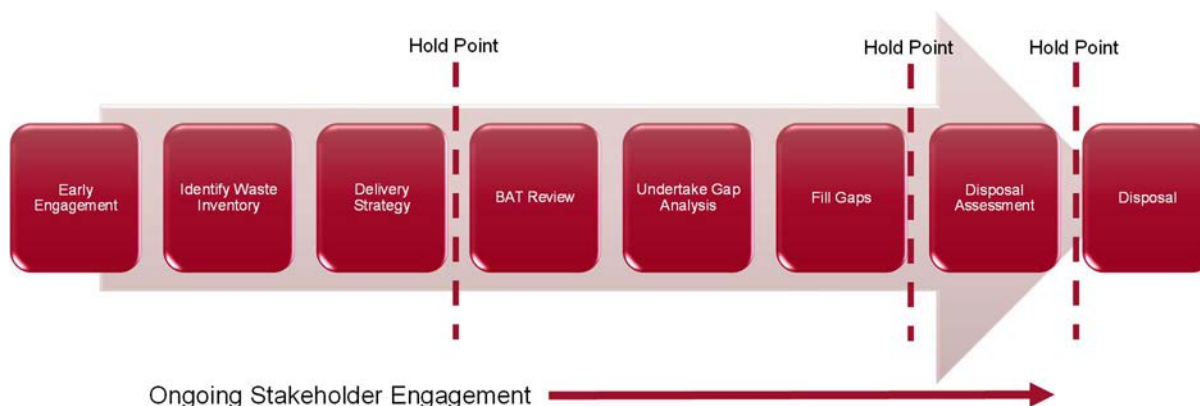 Hold Point
Hold Point
Hold Point
Early
Engagement
Identify Waste
Inventory
Delivery
Strategy
BAT Review
Undertake Gap
Analysis
Fill Gaps
Disposal
Assessment
Disposal
Ongoing Stakeholder Engagement